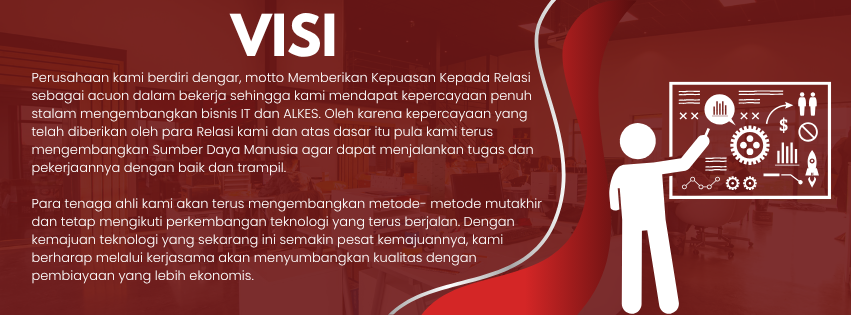 VISI
Perusahaan kami berdiri dengar, motto Memberikan Kepuasan Kepada Relasi
sebagai acuon dalam bekerja sehingga kami mendapat kepercayaan penuh
stalam mengembangkan bisnis IT dan ALKES. Oleh karena kepercayaan yang
telah diberikan oleh para Relasi kami dan atas dasar itu pula kami terus
mengembangkan Sumber Daya Manusia agar dapat menjalankan tugas dan
pekerjaannya dengan baik dan trampil.
Para tenaga ahli kami akan terus mengembangkan metode- metode mutakhir
dan tetap mengikuti perkembangan teknologi yang terus berjalan. Dengan
kemajuan teknologi yang sekarang ini semakin pesat kemajuannya, kami
berharap melalui kerjasama akan menyumbangkan kualitas dengan
pembiayaan yang lebih ekonomis.